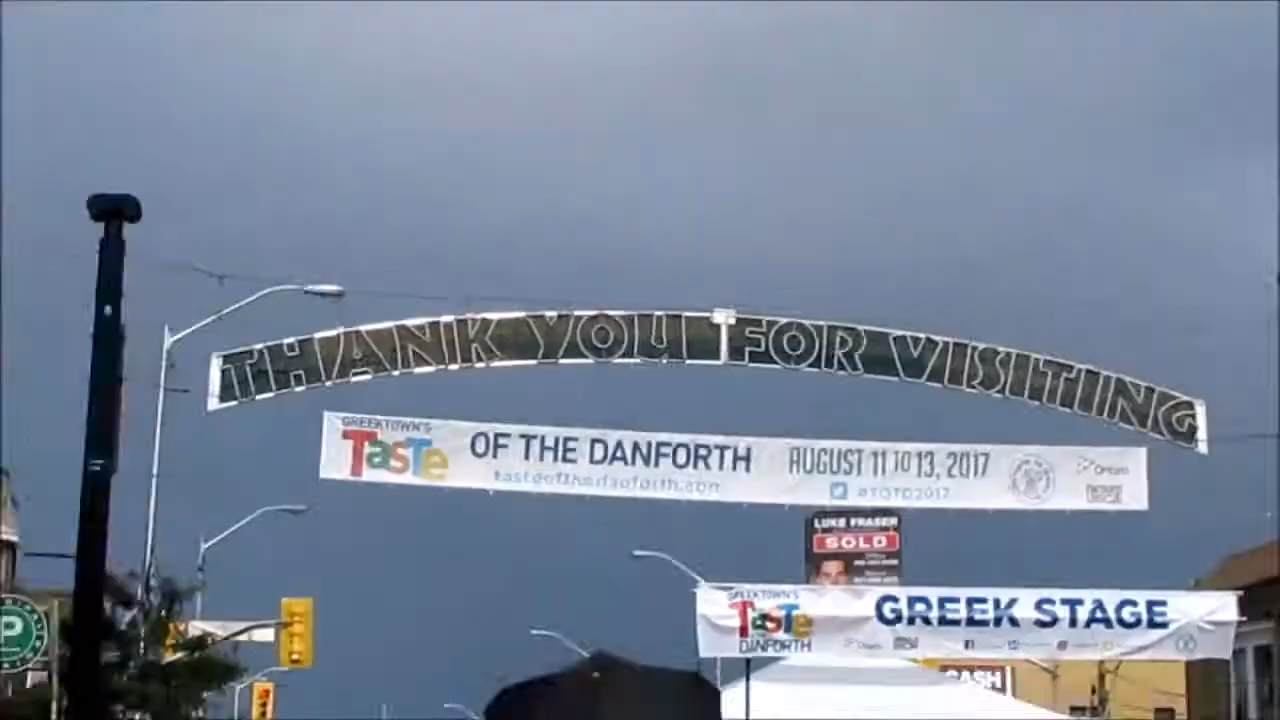 THANK YOU FOR VISITING
GREEKTOWN'S
TasTe
OF THE DANFORTH
tasteofthedanforth.com
AUGUST 11 TO 13, 2017
#TOTD2017
Ontario
LUKE FRASER
SOLD
GREEKTOWN'S
TasTe
DANFORTH
GREEK STAGE
CASH
P